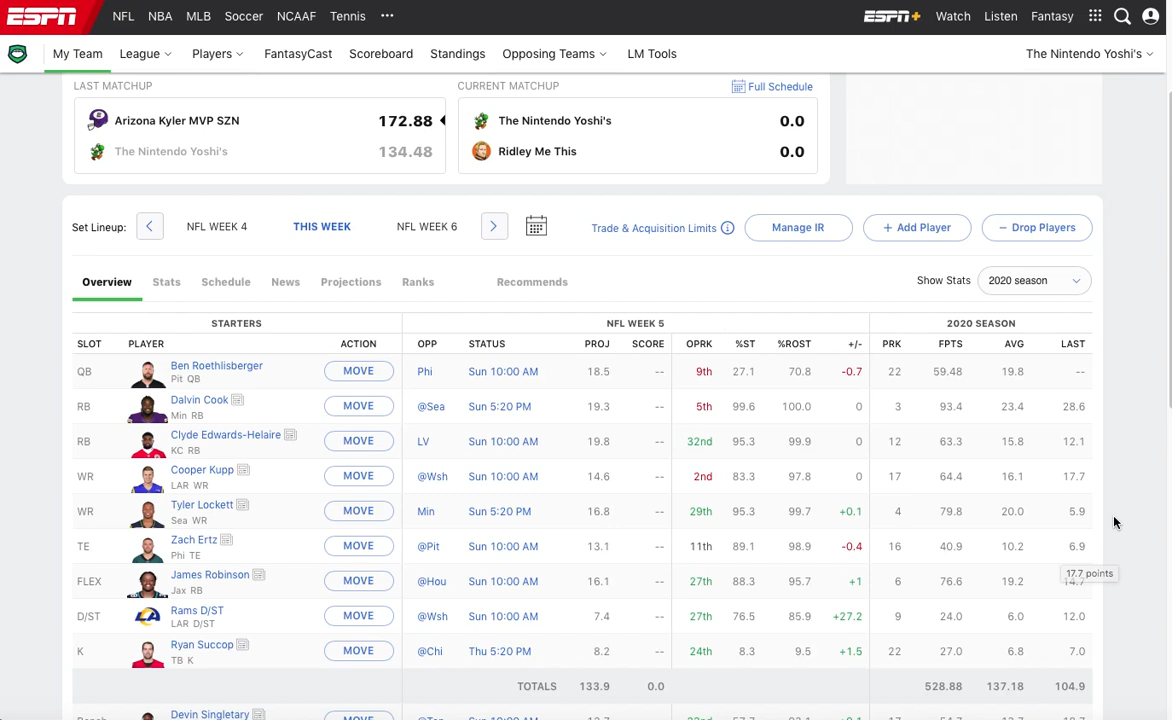 ESPN NFL NBA MLB Soccer NCAAF Tennis ••• ESPN+ Watch Listen Fantasy
My Team League Players FantasyCast Scoreboard Standings Opposing Teams LM Tools The Nintendo Yoshi's
LAST MATCHUP CURRENT MATCHUP Full Schedule
Arizona Kyler MVP SZN 172.88 The Nintendo Yoshi's 0.0
The Nintendo Yoshi's 134.48 Ridley Me This 0.0
Set Lineup: NFL WEEK 4 THIS WEEK NFL WEEK 6 Trade & Acquisition Limits Manage IR + Add Player − Drop Players
Overview Stats Schedule News Projections Ranks Recommends Show Stats 2020 season
STARTERS NFL WEEK 5 2020 SEASON
SLOT PLAYER ACTION OPP STATUS PROJ SCORE OPRK %ST %ROST +/- PRK FPTS AVG LAST
QB Ben Roethlisberger MOVE Phi Sun 10:00 AM 18.5 -- 9th 27.1 70.8 -0.7 22 59.48 19.8 --
Pit QB
RB Dalvin Cook MOVE @Sea Sun 5:20 PM 19.3 -- 5th 99.6 100.0 0 3 93.4 23.4 28.6
Min RB
RB Clyde Edwards-Helaire MOVE LV Sun 10:00 AM 19.8 -- 32nd 95.3 99.9 0 12 63.3 15.8 12.1
KC RB
WR Cooper Kupp MOVE @Wsh Sun 10:00 AM 14.6 -- 2nd 83.3 97.8 0 17 64.4 16.1 17.7
LAR WR
WR Tyler Lockett MOVE Min Sun 5:20 PM 16.8 -- 29th 95.3 99.7 +0.1 4 79.8 20.0 5.9
Sea WR
TE Zach Ertz MOVE @Pit Sun 10:00 AM 13.1 -- 11th 89.1 98.9 -0.4 16 40.9 10.2 6.9
Phi TE
17.7 points
FLEX James Robinson MOVE @Hou Sun 10:00 AM 16.1 -- 27th 88.3 95.7 +1 6 76.6 19.2
Jax RB
D/ST Rams D/ST MOVE @Wsh Sun 10:00 AM 7.4 -- 27th 76.5 85.9 +27.2 9 24.0 6.0 12.0
LAR D/ST
K Ryan Succop MOVE @Chi Thu 5:20 PM 8.2 -- 24th 8.3 9.5 +1.5 22 27.0 6.8 7.0
TB K
TOTALS 133.9 0.0 528.88 137.18 104.9
Devin Singletary